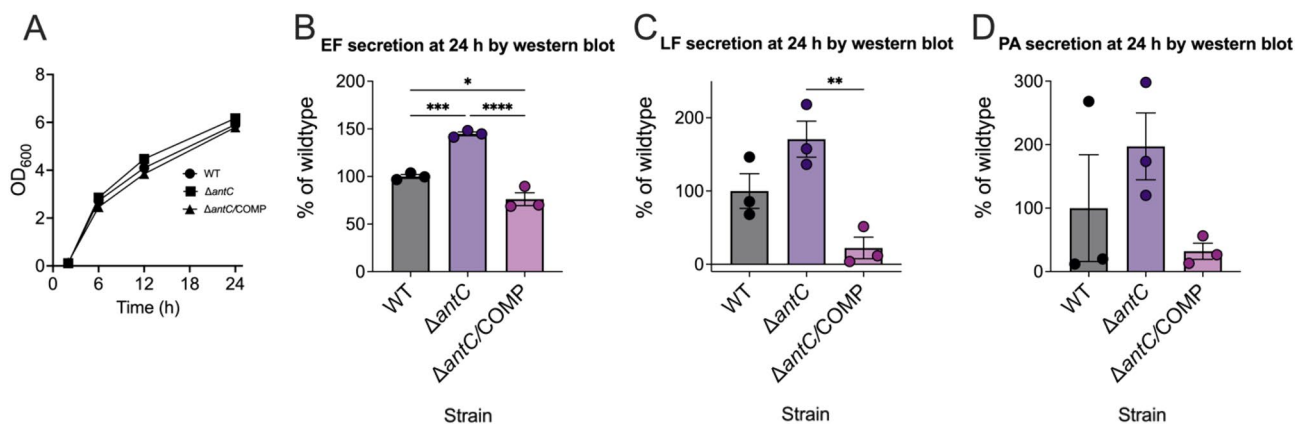 A
8
6
4
2
0
OD600
0 6 12 18 24
Time (h)
WT
ΔantC
ΔantC/COMP
B
EF secretion at 24 h by western blot
*
*** ****
200
150
100
50
0
% of wildtype
WT
ΔantC
ΔantC/COMP
Strain
C
LF secretion at 24 h by western blot
**
200
100
0
% of wildtype
WT
ΔantC
ΔantC/COMP
Strain
D
PA secretion at 24 h by western blot
300
200
100
0
% of wildtype
WT
ΔantC
ΔantC/COMP
Strain